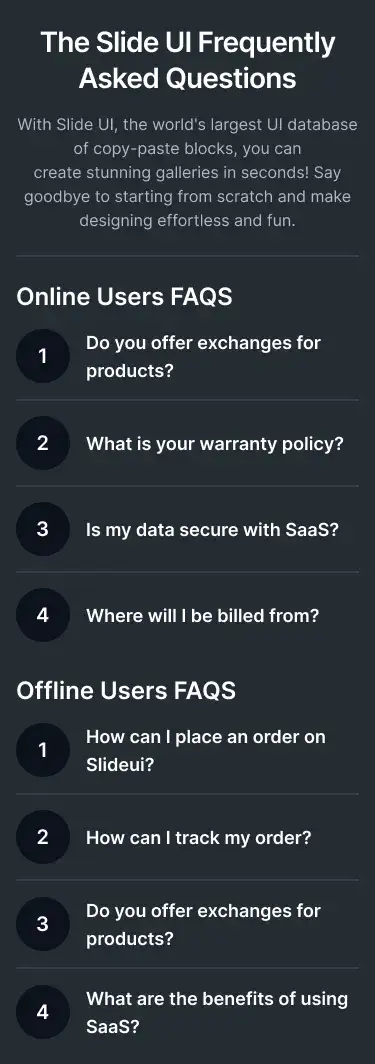 The Slide UI Frequently
Asked Questions
With Slide UI, the world's largest UI database
of copy-paste blocks, you can
create stunning galleries in seconds! Say
goodbye to starting from scratch and make
designing effortless and fun.
Online Users FAQS
1
Do you offer exchanges for
products?
2
What is your warranty policy?
3
Is my data secure with SaaS?
4
Where will I be billed from?
Offline Users FAQS
1
How can I place an order on
Slideui?
2
How can I track my order?
3
Do you offer exchanges for
products?
4
What are the benefits of using
SaaS?